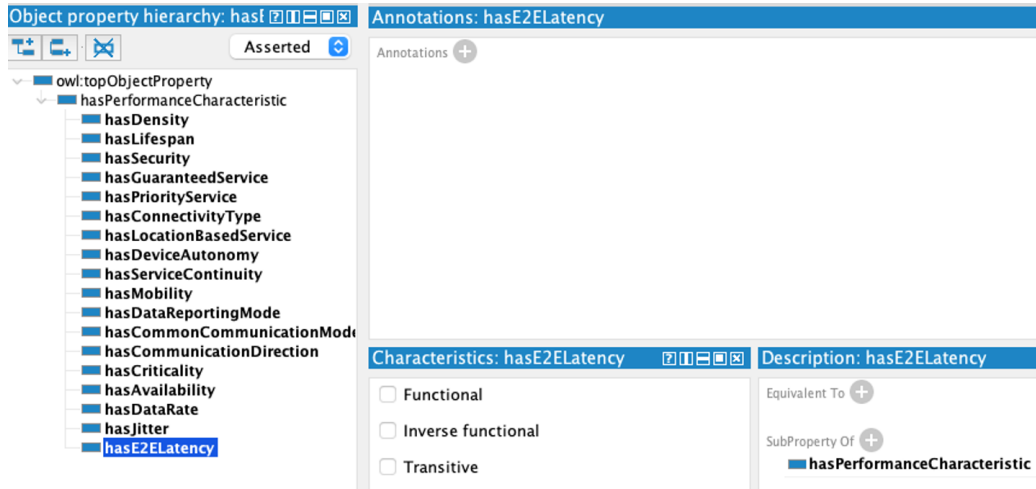 Object property hierarchy: hasE
Asserted
owl:topObjectProperty
hasPerformanceCharacteristic
hasDensity
hasLifespan
hasSecurity
hasGuaranteedService
hasPriorityService
hasConnectivityType
hasLocationBasedService
hasDeviceAutonomy
hasServiceContinuity
hasMobility
hasDataReportingMode
hasCommonCommunicationMode
hasCommunicationDirection
hasCriticality
hasAvailability
hasDataRate
hasJitter
hasE2ELatency
Annotations: hasE2ELatency
Annotations
Characteristics: hasE2ELatency
Functional
Inverse functional
Transitive
Description: hasE2ELatency
Equivalent To
SubProperty Of
hasPerformanceCharacteristic